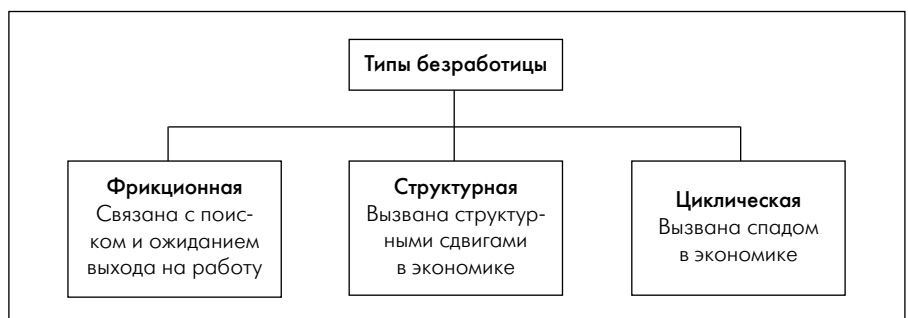 Типы безработицы
Фрикционная
Связана с поис-
ком и ожиданием
выхода на работу
Структурная
Вызвана структур-
ными сдвигами
в экономике
Циклическая
Вызвана спадом
в экономике